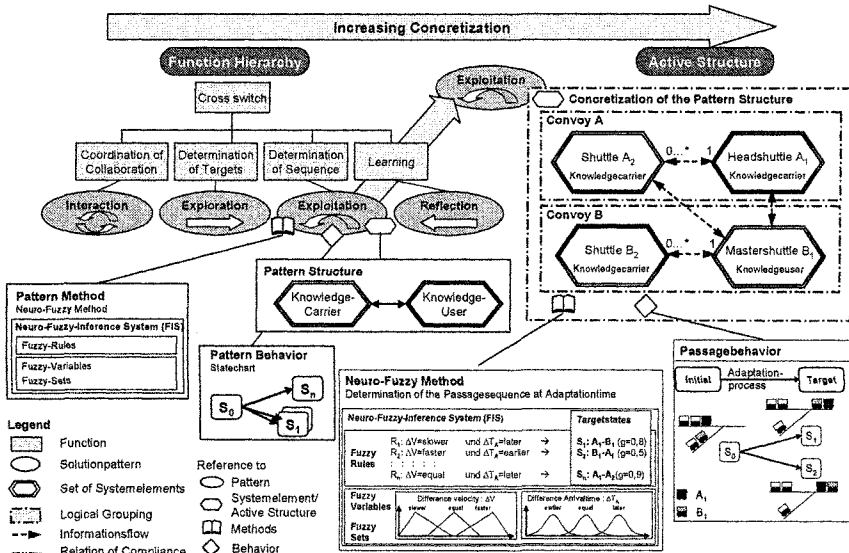 Increasing Concretization
Function Hierarchy
Active Structure
Cross switch
Coordination of
Collaboration
Determination
of Targets
Determination
of Sequence
Learning
Interaction
Exploration
Exploitation
Reflection
Exploitation
Concretization of the Pattern Structure
Convoy A
Shuttle A2
Knowledgecarrier
0...*
1
Headshuttle A1
Knowledgecarrier
Convoy B
Shuttle B2
Knowledgecarrier
0...*
1
Mastershuttle B1
Knowledgeuser
Pattern Structure
Knowledge-
Carrier
Knowledge-
User
Pattern Method
Neuro-Fuzzy Method
Neuro-Fuzzy-Inference System (FIS)
Fuzzy-Rules
Fuzzy-Variables
Fuzzy-Sets
Pattern Behavior
Statechart
S0
Sn
S1
Neuro-Fuzzy Method
Determination of the Passagesequence at Adaptationtime
Neuro-Fuzzy-Inference System (FIS)
Targetstates
Fuzzy
Rules
R1: ΔV=slower und ΔTA=later → S1: A1-B1 (g=0,8)
R2: ΔV=faster und ΔTA=earlier → S2: B1-A1 (g=0,5)
: : : : : :
Rn: ΔV=equal und ΔTA=later → Sn: A1-A2 (g=0,9)
Fuzzy
Variables
Fuzzy
Sets
Difference velocity : ΔV
slower equal faster
Difference Arrivaltime : ΔTA
earlier equal later
Passagebehavior
Initial
Adaptation-
process
Target
S0
S1
S2
A1
B1
Legend
Function
Solutionpattern
Set of Systemelements
Logical Grouping
Informationsflow
Relation of Compliance
Reference to
Pattern
Systemelement/
Active Structure
Methods
Behavior